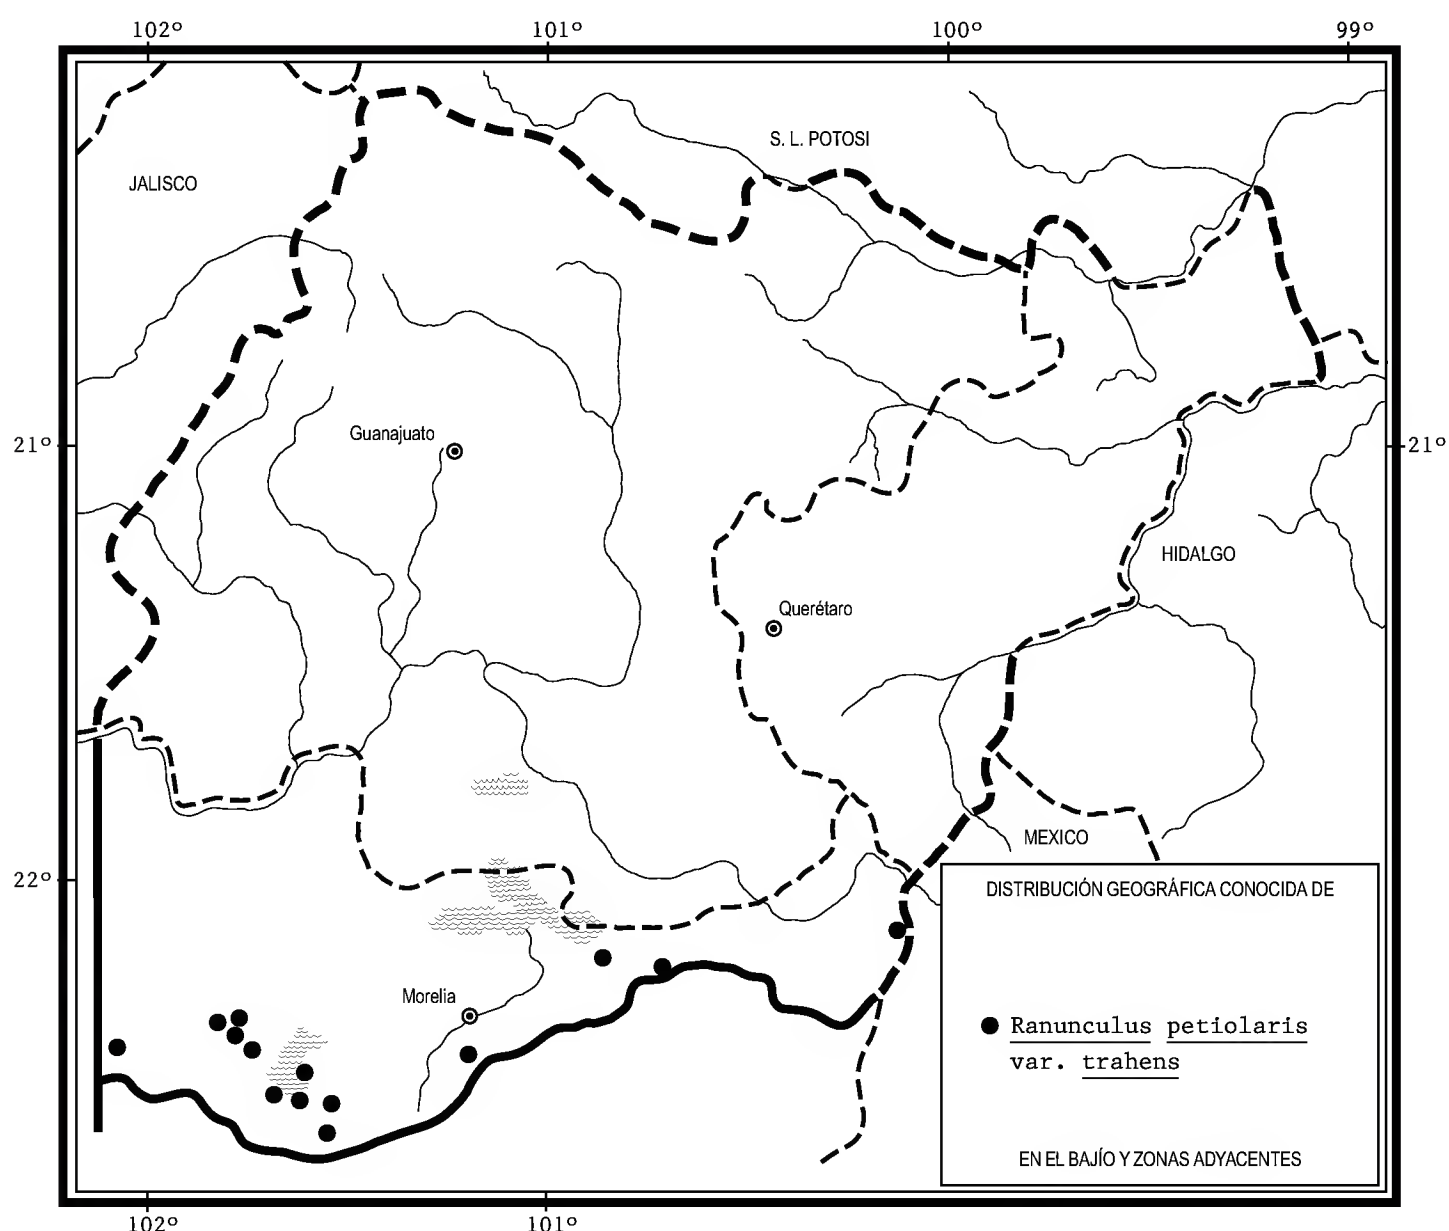 102º 101º 100º 99º
S. L. POTOSI
JALISCO
Guanajuato
21º 21º
HIDALGO
Querétaro
MEXICO
22º
DISTRIBUCIÓN GEOGRÁFICA CONOCIDA DE
Morelia
Ranunculus petiolaris
var. trahens
EN EL BAJÍO Y ZONAS ADYACENTES
102º 101º